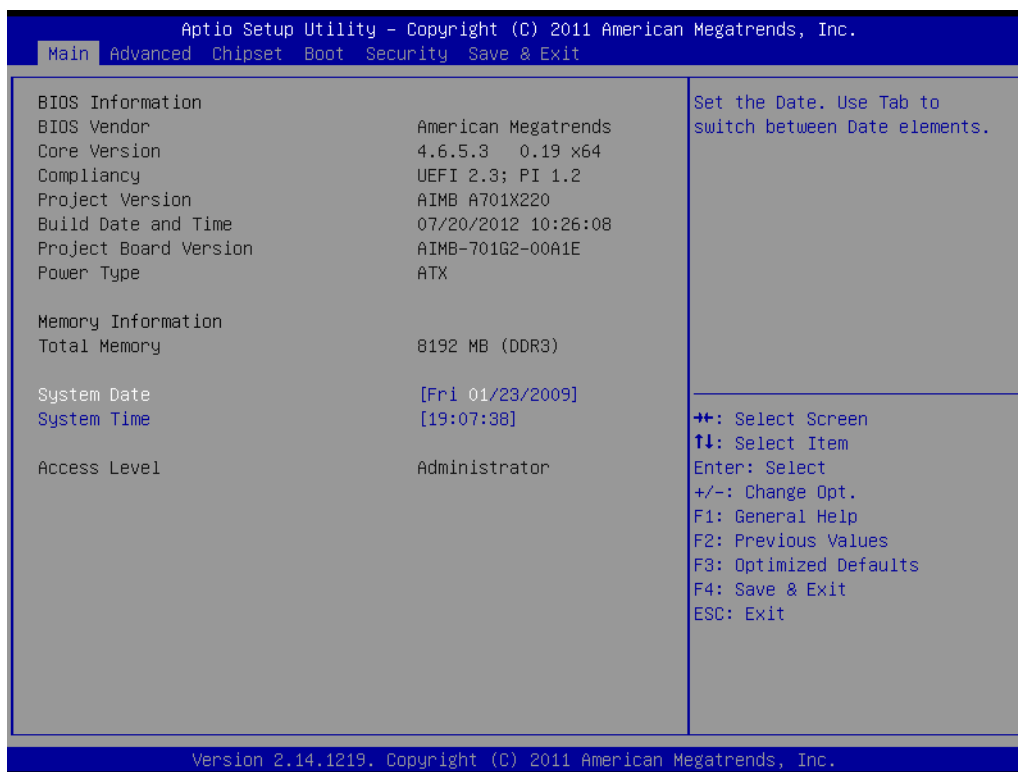 Aptio Setup Utility – Copyright (C) 2011 American Megatrends, Inc.
Main Advanced Chipset Boot Security Save & Exit
BIOS Information
BIOS Vendor American Megatrends
Core Version 4.6.5.3 0.19 x64
Compliancy UEFI 2.3; PI 1.2
Project Version AIMB A701X220
Build Date and Time 07/20/2012 10:26:08
Project Board Version AIMB-701G2-00A1E
Power Type ATX
Memory Information
Total Memory 8192 MB (DDR3)
System Date [Fri 01/23/2009]
System Time [19:07:38]
Access Level Administrator
Set the Date. Use Tab to
switch between Date elements.
→←: Select Screen
↑↓: Select Item
Enter: Select
+/-: Change Opt.
F1: General Help
F2: Previous Values
F3: Optimized Defaults
F4: Save & Exit
ESC: Exit
Version 2.14.1219. Copyright (C) 2011 American Megatrends, Inc.